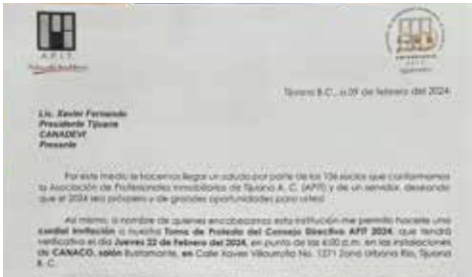 A.P.I.T.
Tijuana B.C., a 09 de febrero del 2024
Lic. Xavier Fernando
Presidente Tijuana
CANADEVI
Presente
Por este medio le hacemos llegar un saludo por parte de los 106 socios que conformamos
la Asociación de Profesionales Inmobiliarios de Tijuana A. C. (APIT) y de un servidor, deseando
que el 2024 sea próspero y de grandes oportunidades para usted
Así mismo, a nombre de quienes encabezamos esta institución me permito hacerle una
cordial invitación a nuestra Toma de Protesta del Consejo Directivo APIT 2024, que tendrá
verificativo el día Jueves 22 de Febrero del 2024, en punto de las 6:00 p.m. en las instalaciones
de CANACO, salón Bustamante, en Calle Xavier Villaurrutia No. 1271 Zona Urbana Río, Tijuana
B. C.